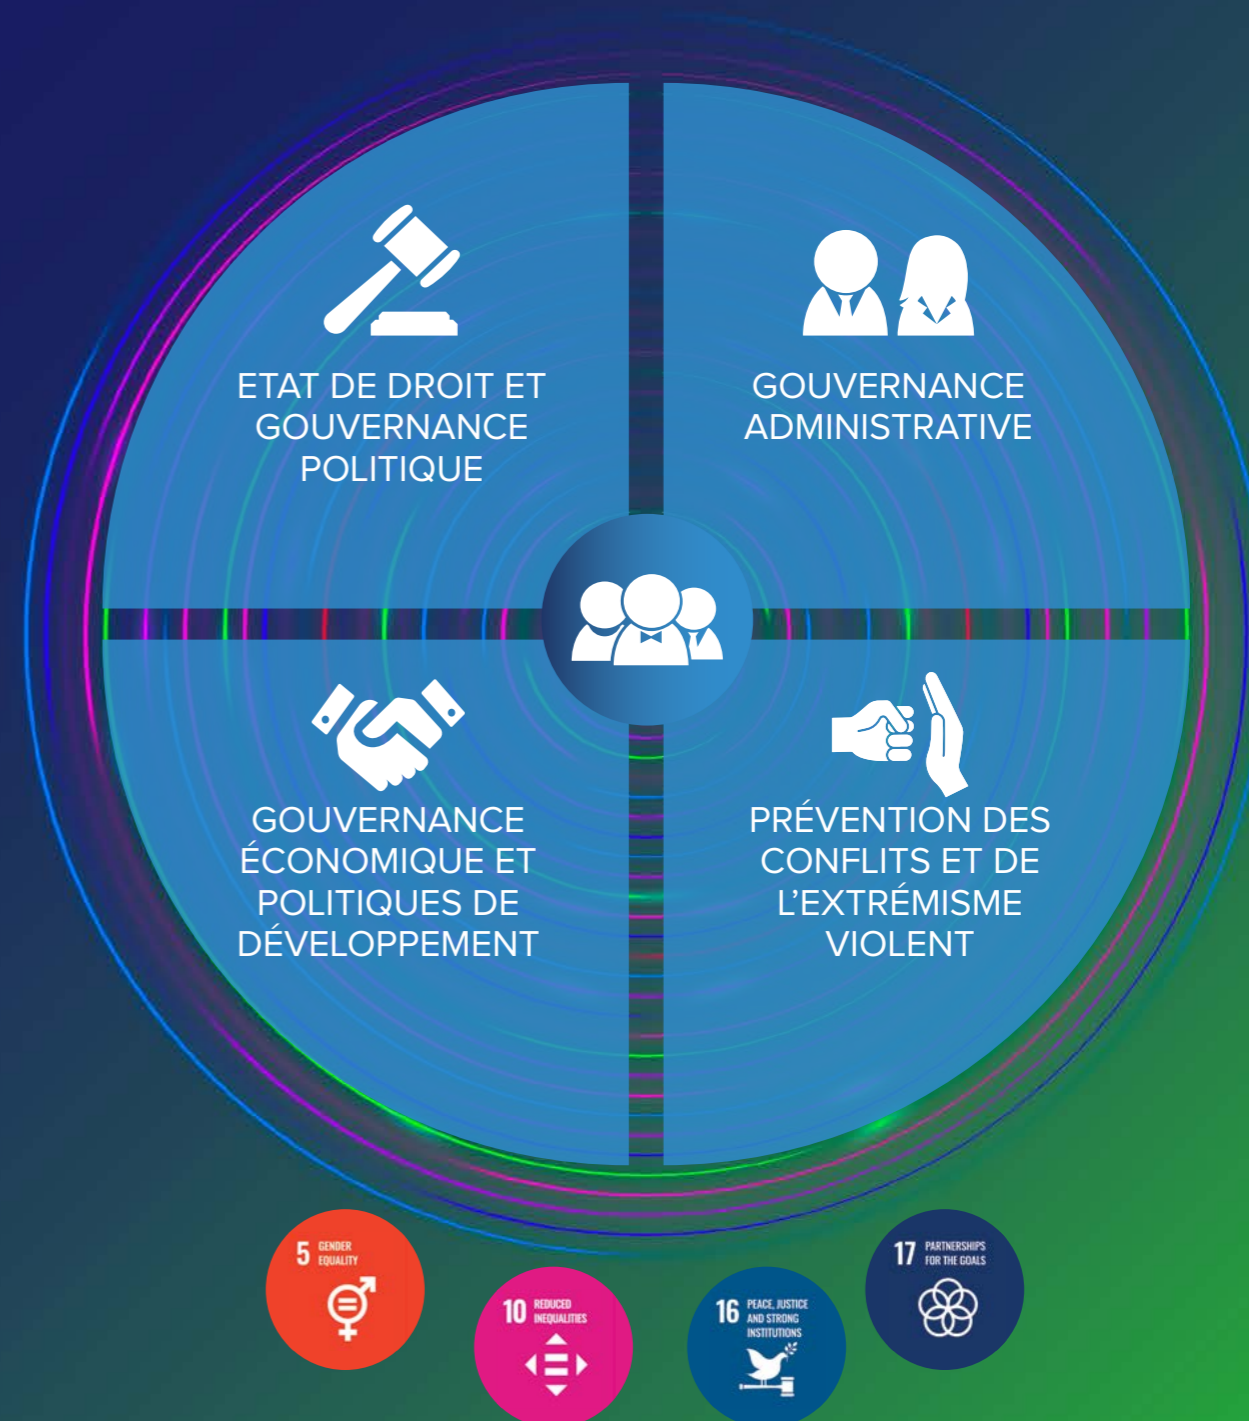 ETAT DE DROIT ET
GOUVERNANCE
POLITIQUE
GOUVERNANCE
ADMINISTRATIVE
GOUVERNANCE
ÉCONOMIQUE ET
POLITIQUES DE
DÉVELOPPEMENT
PRÉVENTION DES
CONFLITS ET DE
L’EXTRÉMISME
VIOLENT
5 GENDER
EQUALITY
10 REDUCED
INEQUALITIES
16 PEACE, JUSTICE
AND STRONG
INSTITUTIONS
17 PARTNERSHIPS
FOR THE GOALS